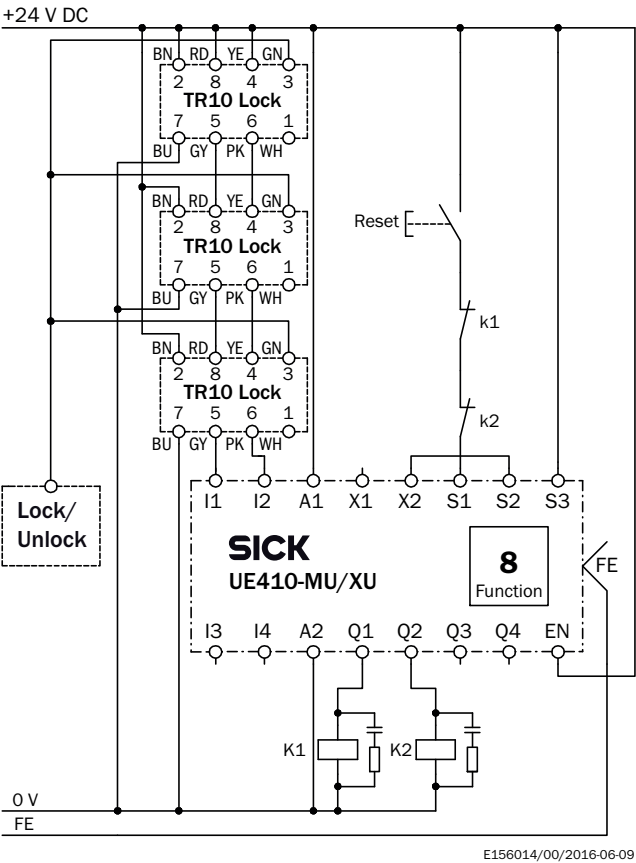 +24 V DC
BN RD YE GN
2 8 4 3
TR10 Lock
7 5 6 1
BU GY PK WH
BN RD YE GN
2 8 4 3
TR10 Lock
7 5 6 1
BU GY PK WH
Reset
k1
BN RD YE GN
2 8 4 3
TR10 Lock
7 5 6 1
BU GY PK WH
k2
Lock/
Unlock
I1 I2 A1 X1 X2 S1 S2 S3
SICK
UE410-MU/XU
8
Function
FE
I3 I4 A2 Q1 Q2 Q3 Q4 EN
K1 K2
0 V
FE
E156014/00/2016-06-09